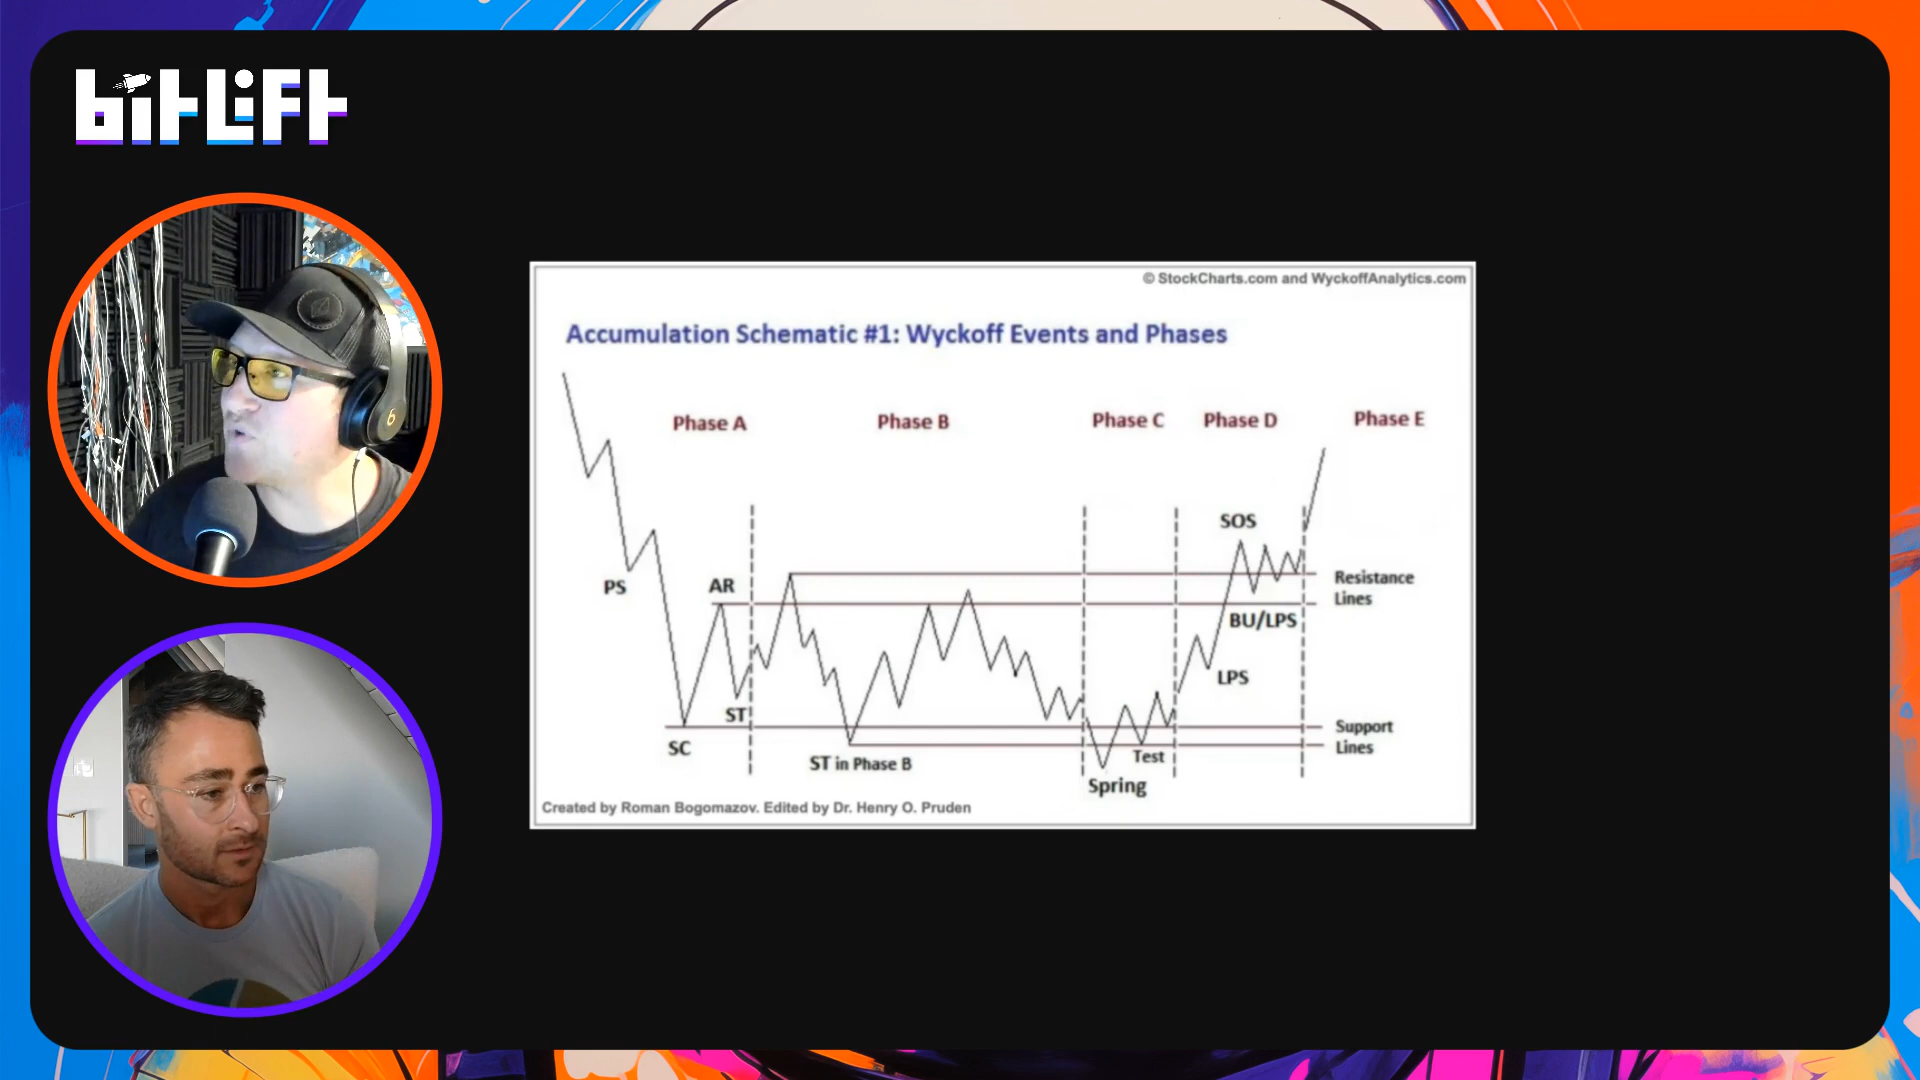 bitLift
© StockCharts.com and WyckoffAnalytics.com
Accumulation Schematic #1: Wyckoff Events and Phases
Phase A
Phase B
Phase C
Phase D
Phase E
SOS
PS
AR
Resistance
Lines
BU/LPS
LPS
ST
SC
Support
Lines
ST in Phase B
Test
Spring
Created by Roman Bogomazov. Edited by Dr. Henry O. Pruden